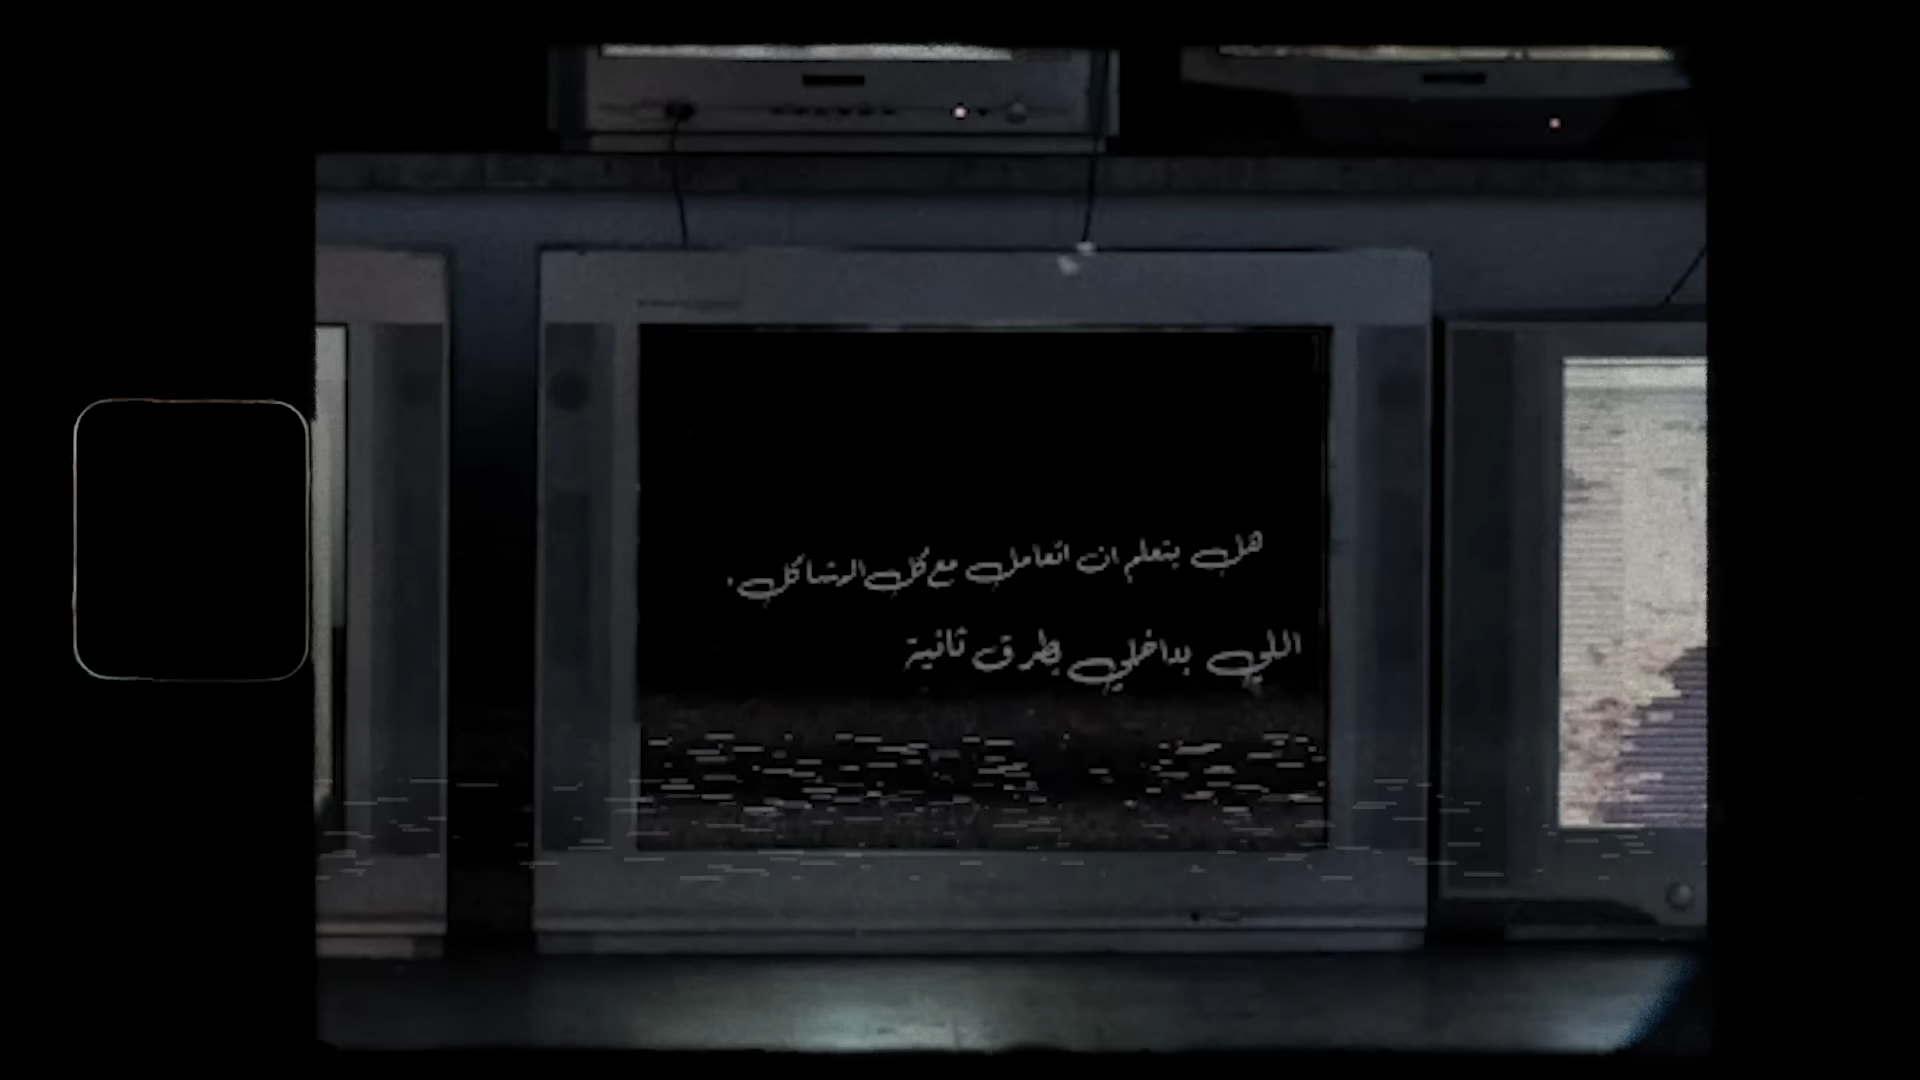 هل بتعلم ان اتعامل مع كل المشاكل .
اللي بداخلي بطرق ثانية